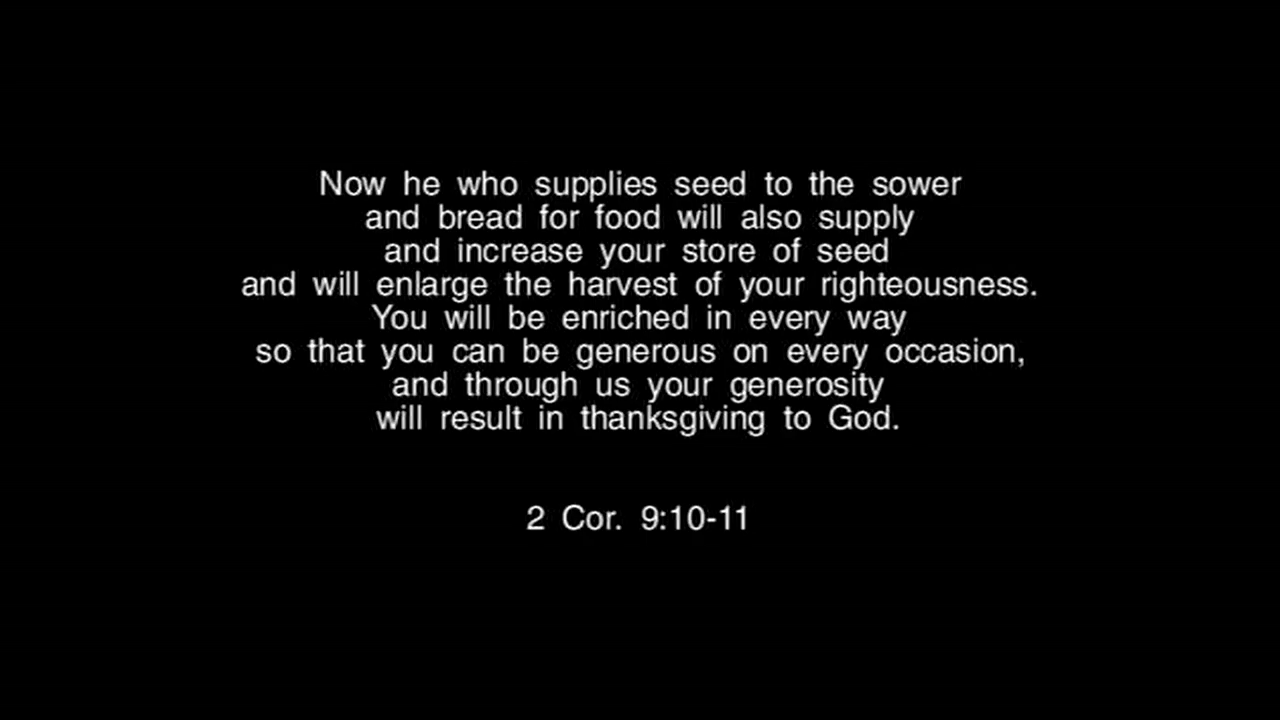 Now he who supplies seed to the sower
and bread for food will also supply
and increase your store of seed
and will enlarge the harvest of your righteousness.
You will be enriched in every way
so that you can be generous on every occasion,
and through us your generosity
will result in thanksgiving to God.
2 Cor. 9:10-11